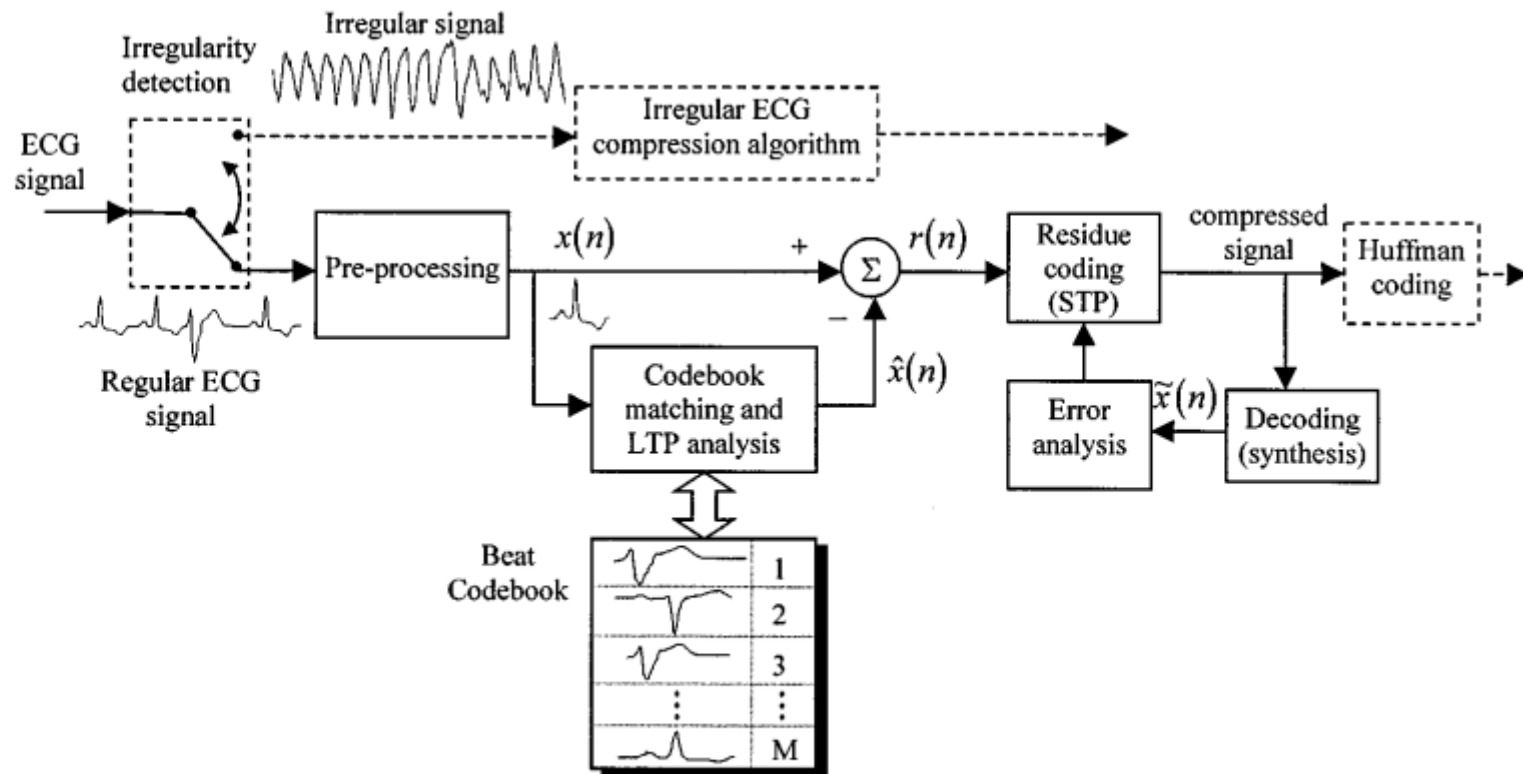 Irregularity
detection
Irregular signal
Irregular ECG
compression algorithm
ECG
signal
Pre-processing
x(n)
+
Σ
−
r(n)
Residue
coding
(STP)
compressed
signal
Huffman
coding
Regular ECG
signal
Codebook
matching and
LTP analysis
x̂(n)
Error
analysis
x̃(n)
Decoding
(synthesis)
Beat
Codebook
1
2
3
⋮
M